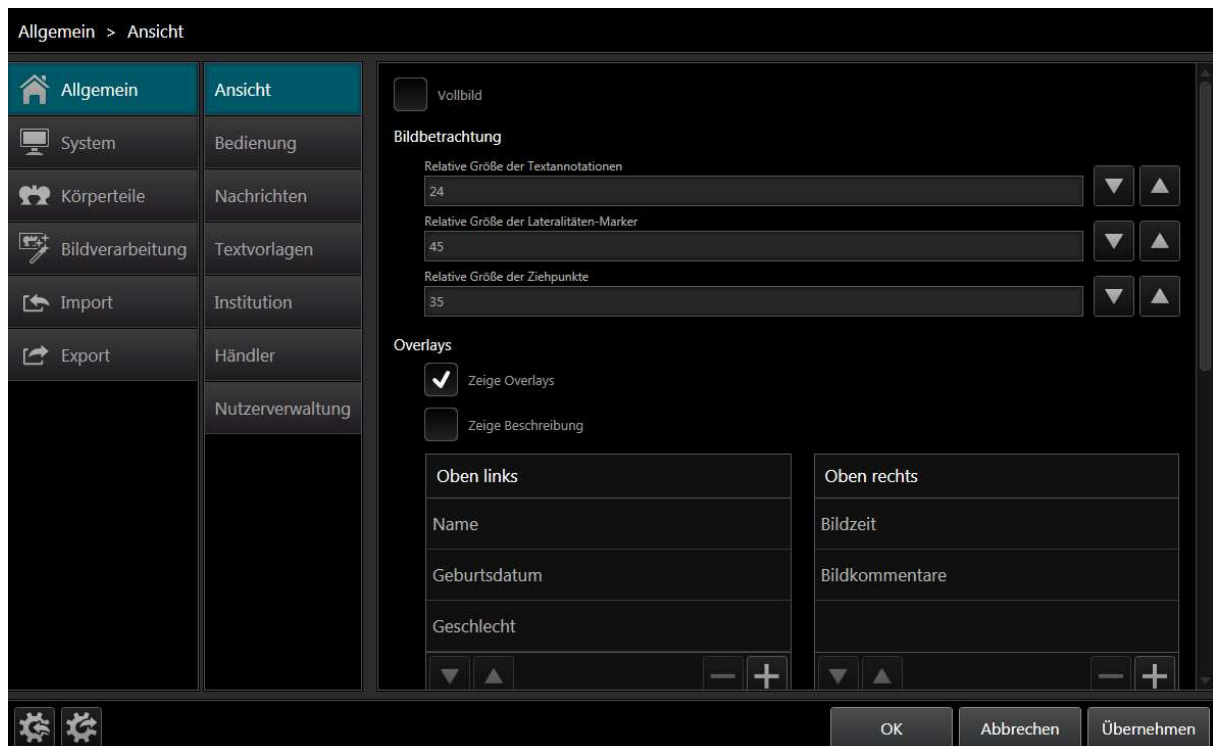 Allgemein > Ansicht
Allgemein
System
Körperteile
Bildverarbeitung
Import
Export
Ansicht
Bedienung
Nachrichten
Textvorlagen
Institution
Händler
Nutzerverwaltung
Vollbild
Bildbetrachtung
Relative Größe der Textannotationen
24
Relative Größe der Lateralitäten-Marker
45
Relative Größe der Ziehpunkte
35
Overlays
Zeige Overlays
Zeige Beschreibung
Oben links
Name
Geburtsdatum
Geschlecht
Oben rechts
Bildzeit
Bildkommentare
OK
Abbrechen
Übernehmen